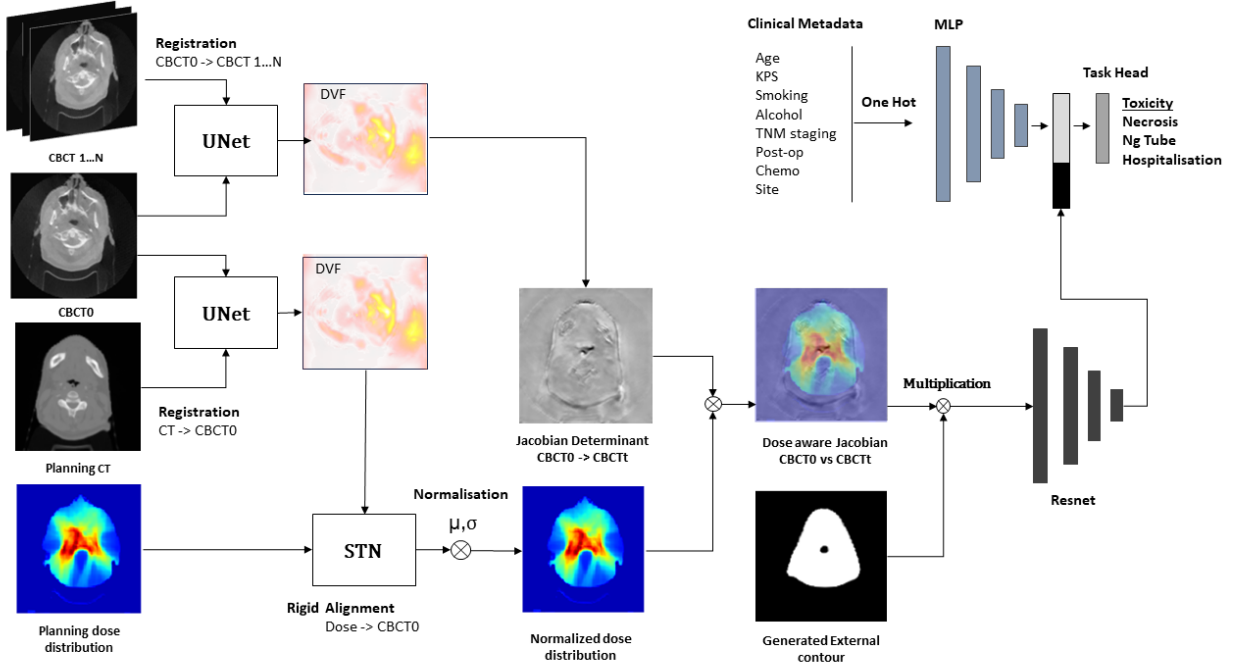 Registration
CBCT0 -> CBCT 1...N
UNet
DVF
CBCT 1...N
CBCT0
UNet
DVF
Registration
CT -> CBCT0
Planning CT
Planning dose
distribution
STN
Rigid Alignment
Dose -> CBCT0
Normalisation
μ,σ
Normalized dose
distribution
Jacobian Determinant
CBCT0 -> CBCTt
Dose aware Jacobian
CBCT0 vs CBCTt
Multiplication
Generated External
contour
Resnet
Clinical Metadata
Age
KPS
Smoking
Alcohol
TNM staging
Post-op
Chemo
Site
One Hot
MLP
Task Head
Toxicity
Necrosis
Ng Tube
Hospitalisation